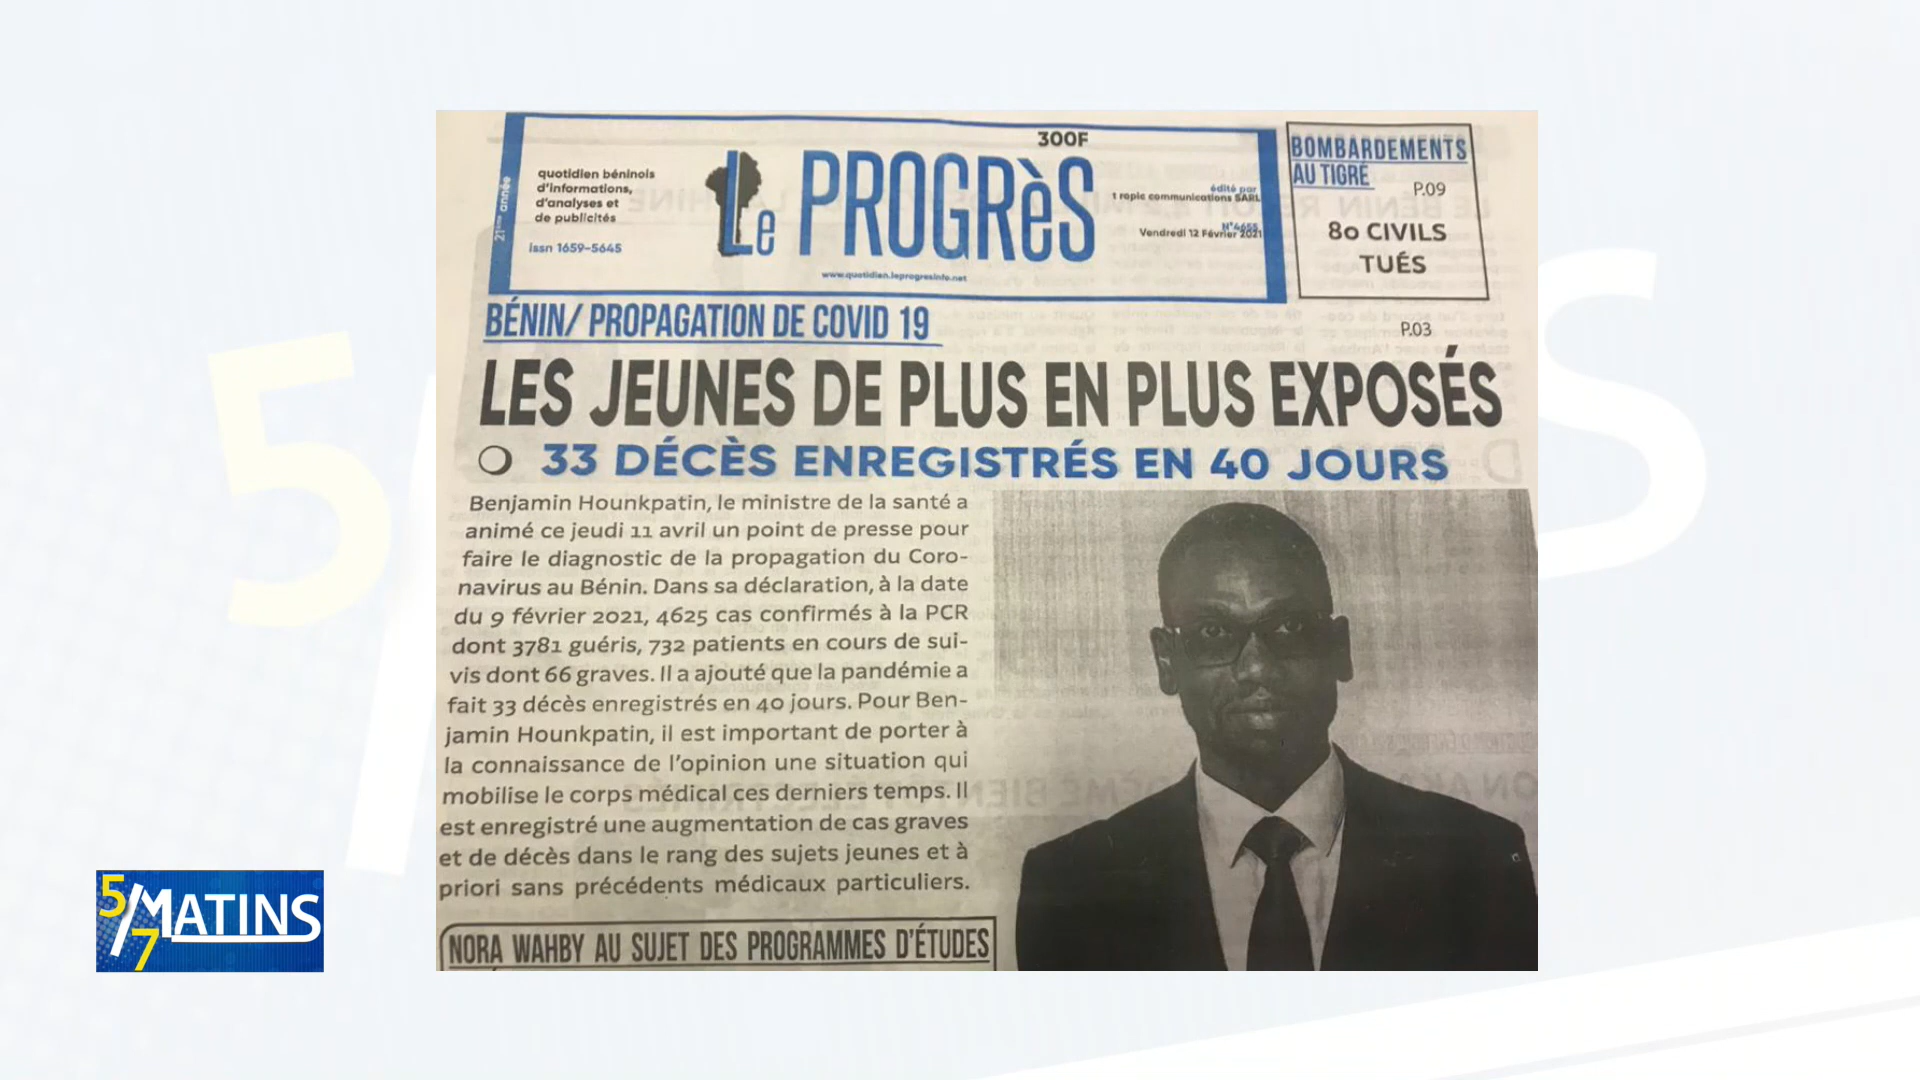 300F
21ème année
quotidien béninois
d'informations,
d'analyses et
de publicités
issn 1659-5645
Le PROGRèS
www.quotidien.leprogresinfo.net
édité par
tropic communications SARL
N°4655
Vendredi 12 Février 2021
BOMBARDEMENTS
AU TIGRÉ
P.09
80 CIVILS
TUÉS
BÉNIN/ PROPAGATION DE COVID 19
P.03
LES JEUNES DE PLUS EN PLUS EXPOSÉS
33 DÉCÈS ENREGISTRÉS EN 40 JOURS
Benjamin Hounkpatin, le ministre de la santé a
animé ce jeudi 11 avril un point de presse pour
faire le diagnostic de la propagation du Coro-
navirus au Bénin. Dans sa déclaration, à la date
du 9 février 2021, 4625 cas confirmés à la PCR
dont 3781 guéris, 732 patients en cours de sui-
vis dont 66 graves. Il a ajouté que la pandémie a
fait 33 décès enregistrés en 40 jours. Pour Ben-
jamin Hounkpatin, il est important de porter à
la connaissance de l'opinion une situation qui
mobilise le corps médical ces derniers temps. Il
est enregistré une augmentation de cas graves
et de décès dans le rang des sujets jeunes et à
priori sans précédents médicaux particuliers.
NORA WAHBY AU SUJET DES PROGRAMMES D'ÉTUDES
5/7 MATINS